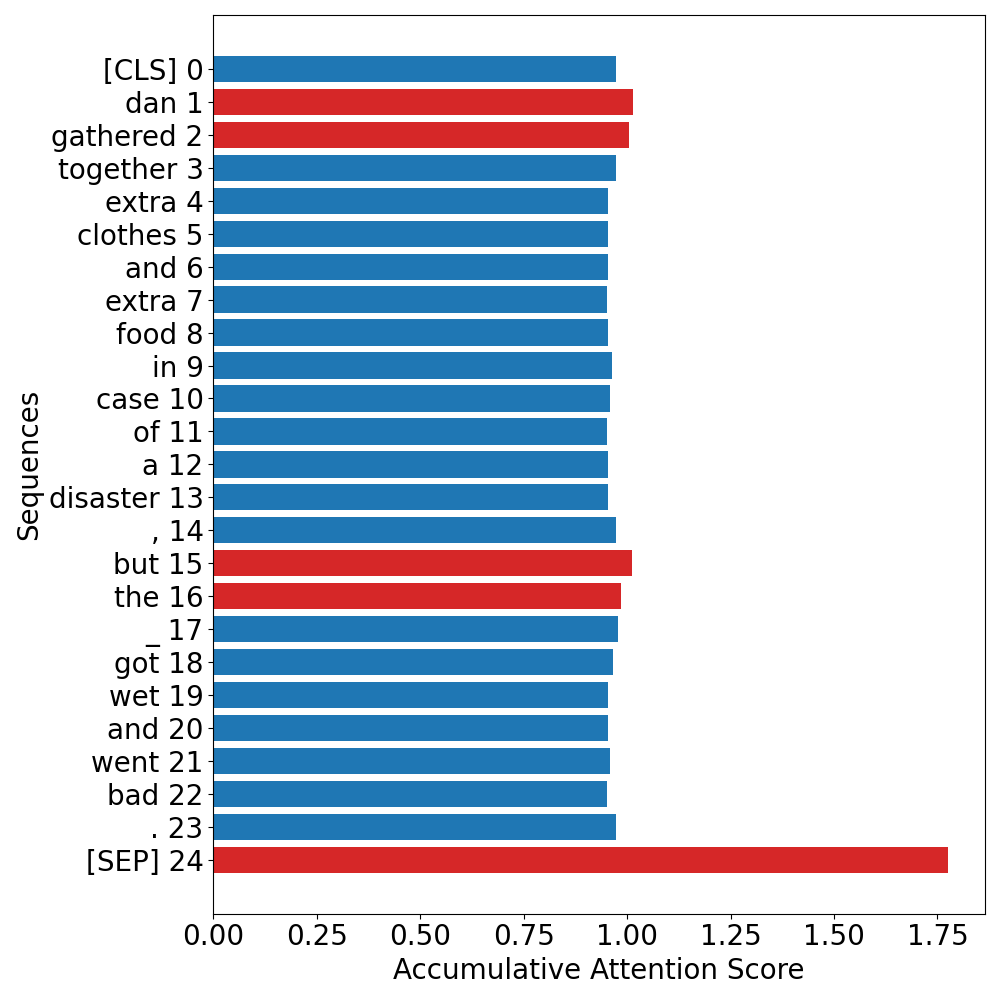 [CLS] 0
dan 1
gathered 2
together 3
extra 4
clothes 5
and 6
extra 7
food 8
in 9
case 10
of 11
a 12
disaster 13
, 14
but 15
the 16
_ 17
got 18
wet 19
and 20
went 21
bad 22
. 23
[SEP] 24
Sequences
0.00 0.25 0.50 0.75 1.00 1.25 1.50 1.75
Accumulative Attention Score